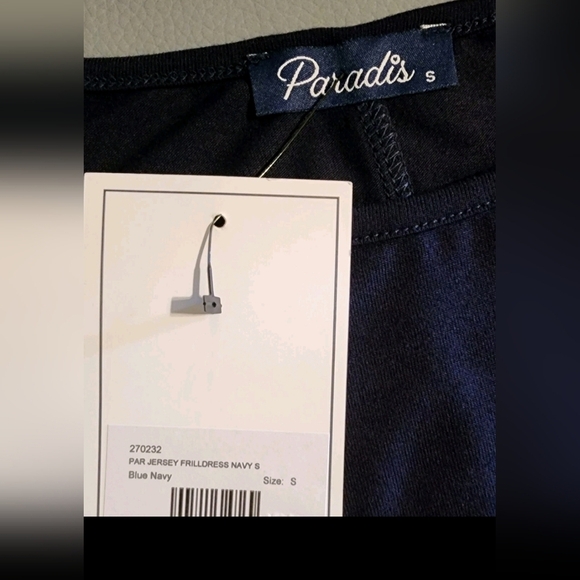 Paradis S
270232
PAR JERSEY FRILLDRESS NAVY S
Blue Navy Size: S